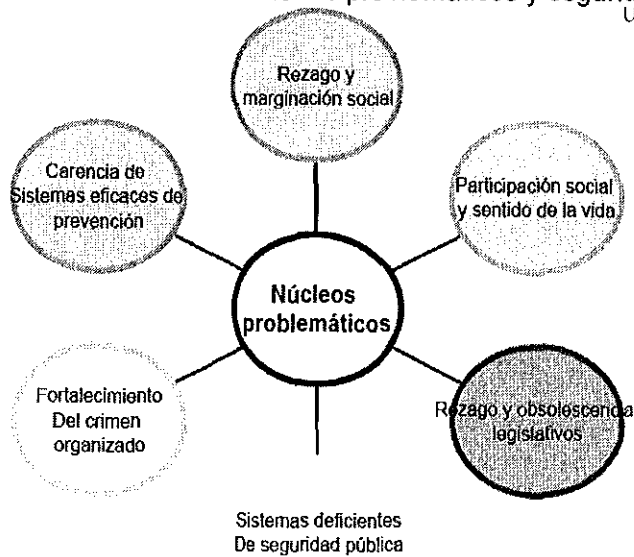 y seguri
Rezago y
marginación social
Carencia de
Sistemas eficaces de
prevención
Participación social
y sentido de la vida
Núcleos
problemáticos
Fortalecimiento
Del crimen
organizado
Rezago y obsolescencia
legislativos
Sistemas deficientes
De seguridad pública